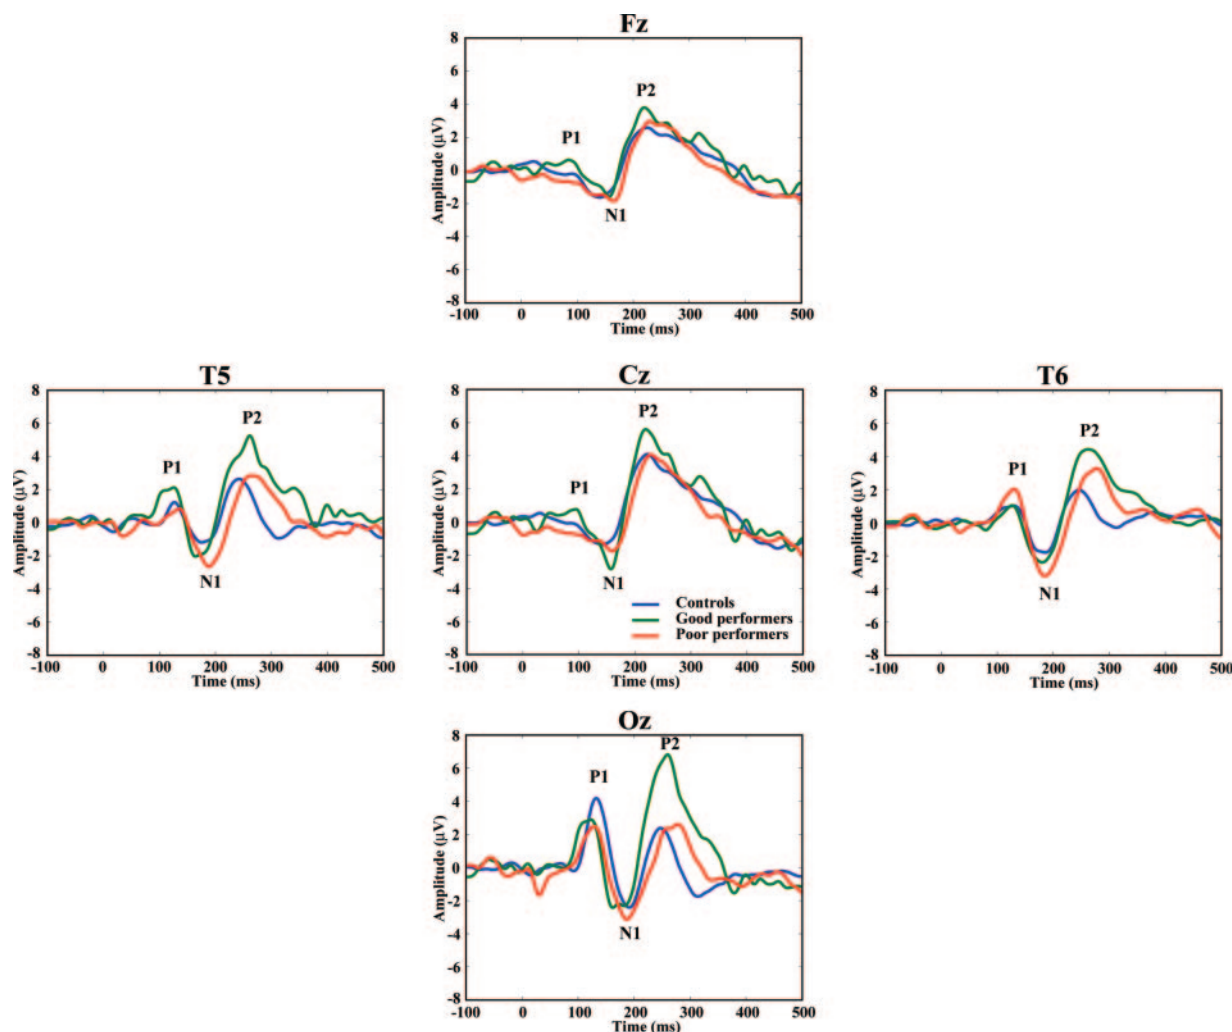 Fz
8
6
4
2
0
-2
-4
-6
-8
Amplitude (µV)
P1
P2
N1
-100 0 100 200 300 400 500
Time (ms)
T5
8
6
4
2
0
-2
-4
-6
-8
Amplitude (µV)
P1
P2
N1
-100 0 100 200 300 400 500
Time (ms)
Cz
8
6
4
2
0
-2
-4
-6
-8
Amplitude (µV)
P1
P2
N1
Controls
Good performers
Poor performers
-100 0 100 200 300 400 500
Time (ms)
T6
8
6
4
2
0
-2
-4
-6
-8
Amplitude (µV)
P1
P2
N1
-100 0 100 200 300 400 500
Time (ms)
Oz
8
6
4
2
0
-2
-4
-6
-8
Amplitude (µV)
P1
P2
N1
-100 0 100 200 300 400 500
Time (ms)